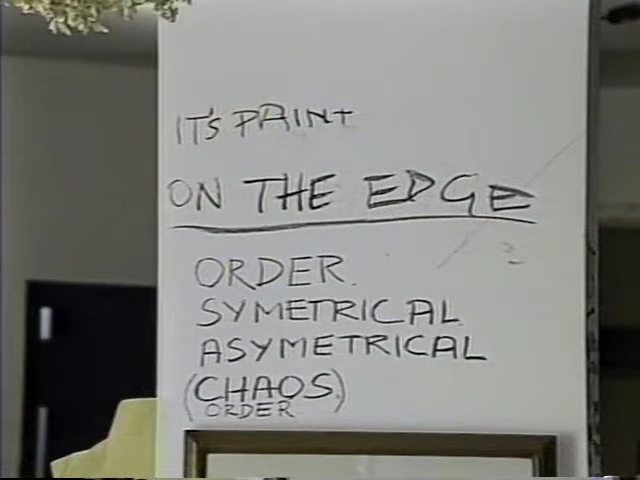 IT'S PAINT
ON THE EDGE
ORDER.
SYMETRICAL
ASYMETRICAL
(CHAOS.)
ORDER